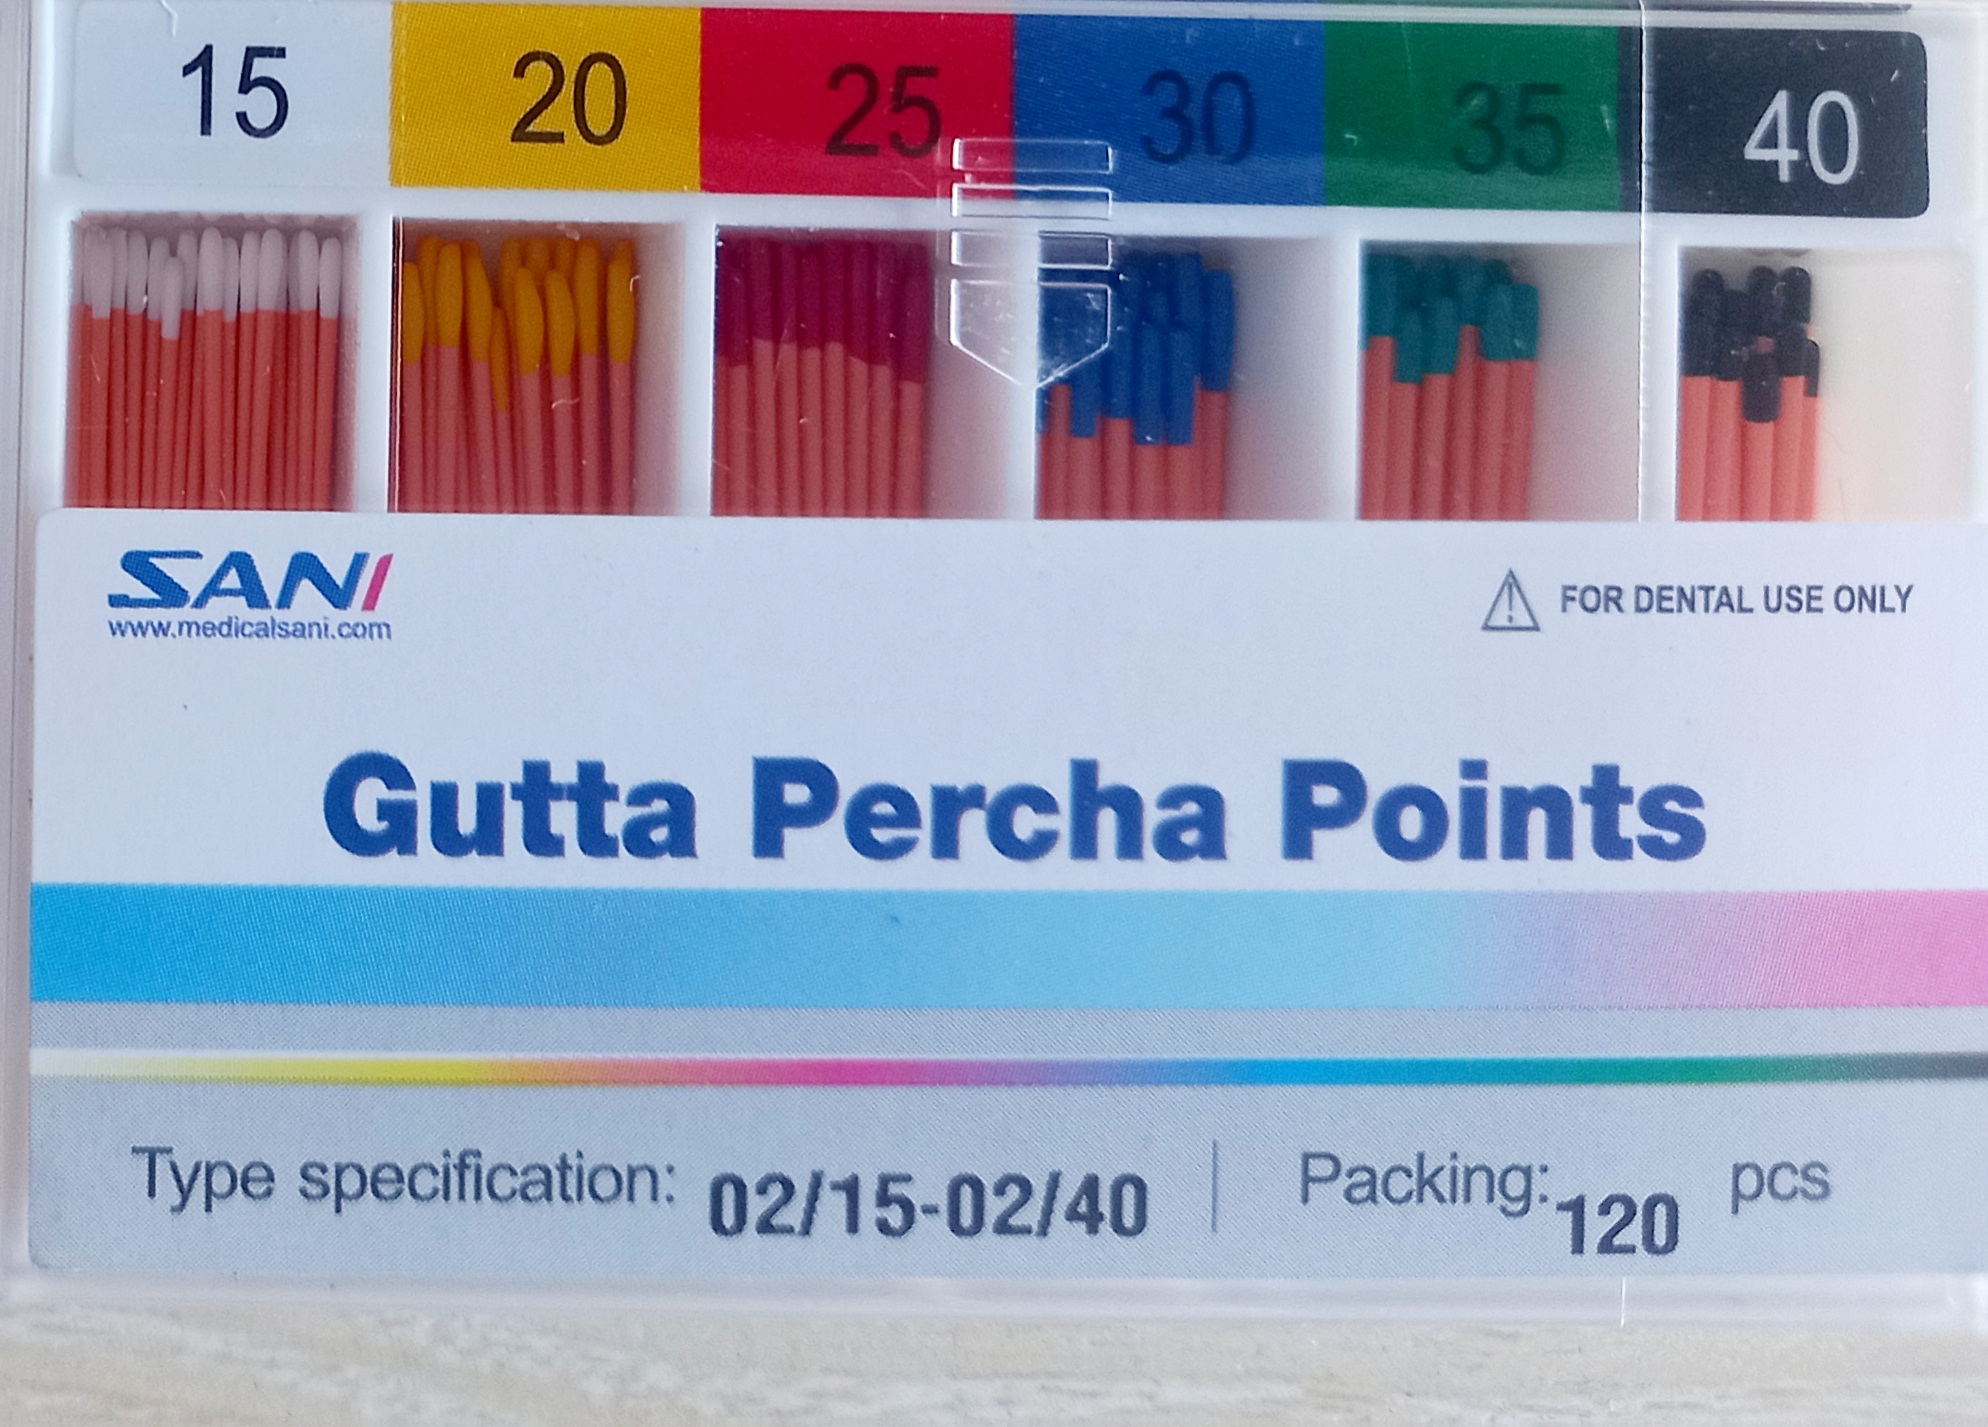 15 20 25 30 35 40
SANI
www.medicalsani.com
FOR DENTAL USE ONLY
Gutta Percha Points
Type specification: 02/15-02/40 Packing: 120 pcs